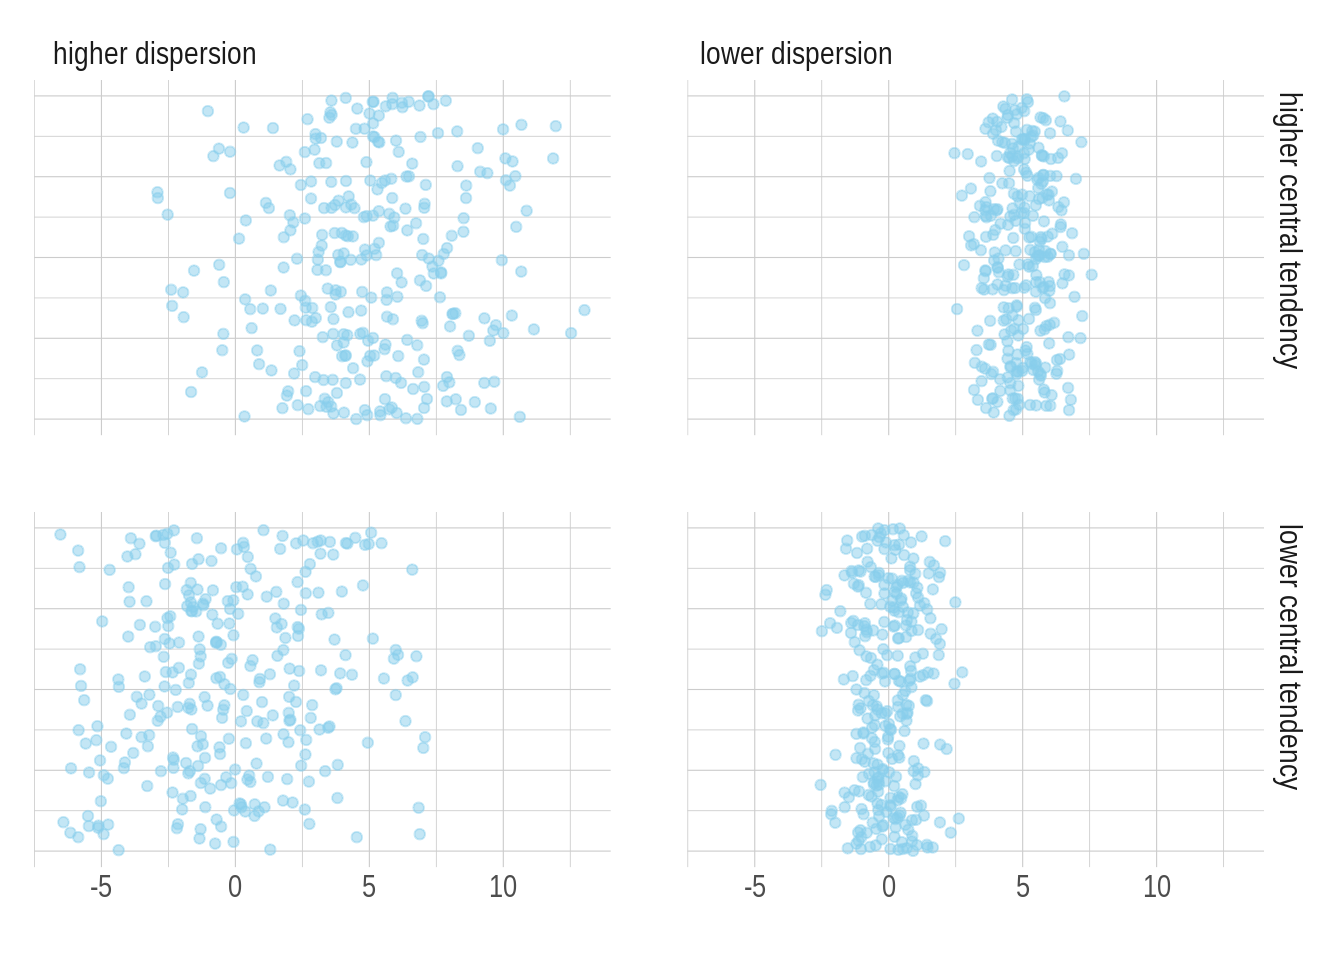 higher dispersion
lower dispersion
higher central tendency
lower central tendency
-5 0 5 10
-5 0 5 10